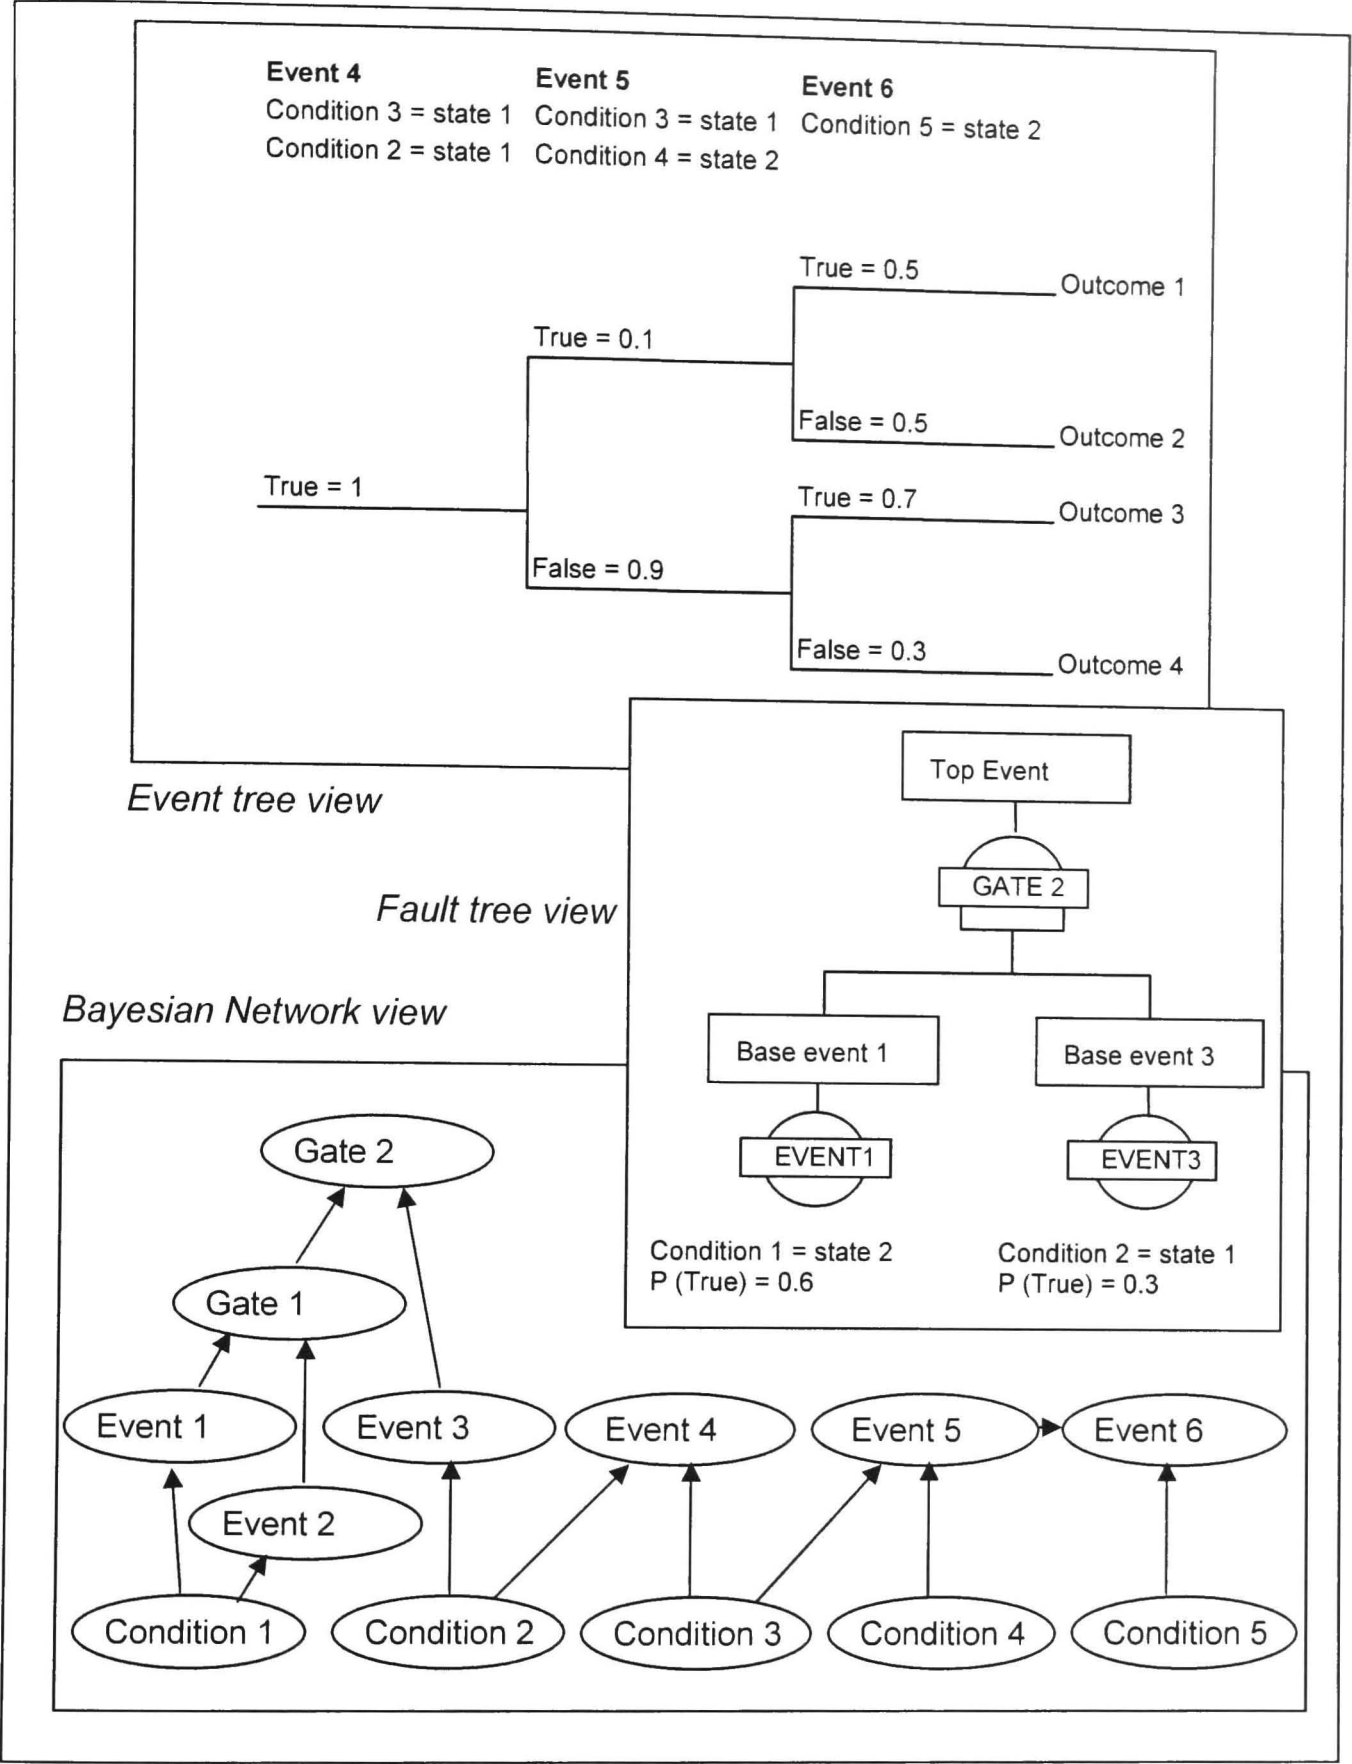 Event 4
Condition 3 = state 1
Condition 2 = state 1
Event 5
Condition 3 = state 1
Condition 4 = state 2
Event 6
Condition 5 = state 2
True = 0.5
Outcome 1
True = 0.1
False = 0.5
Outcome 2
True = 1
True = 0.7
Outcome 3
False = 0.9
False = 0.3
Outcome 4
Event tree view
Top Event
GATE 2
Fault tree view
Bayesian Network view
Base event 1
Base event 3
EVENT1
EVENT3
Condition 1 = state 2
P (True) = 0.6
Condition 2 = state 1
P (True) = 0.3
Gate 2
Gate 1
Event 1
Event 3
Event 4
Event 5
Event 6
Event 2
Condition 1
Condition 2
Condition 3
Condition 4
Condition 5